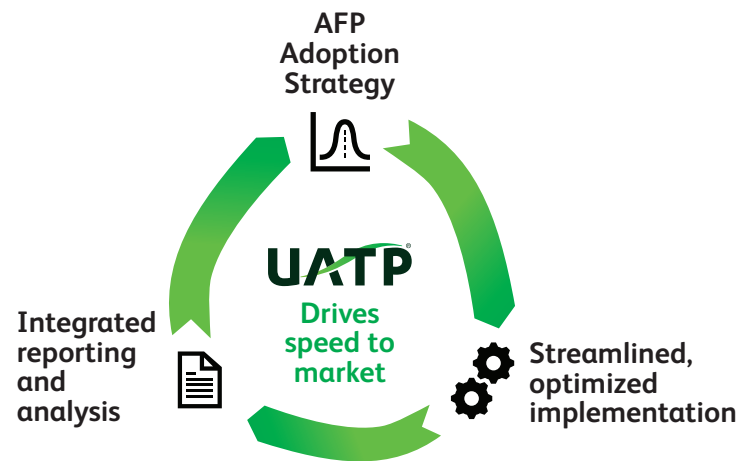 AFP
Adoption
Strategy
UATP®
Drives
speed to
market
Integrated
reporting
and
analysis
Streamlined,
optimized
implementation